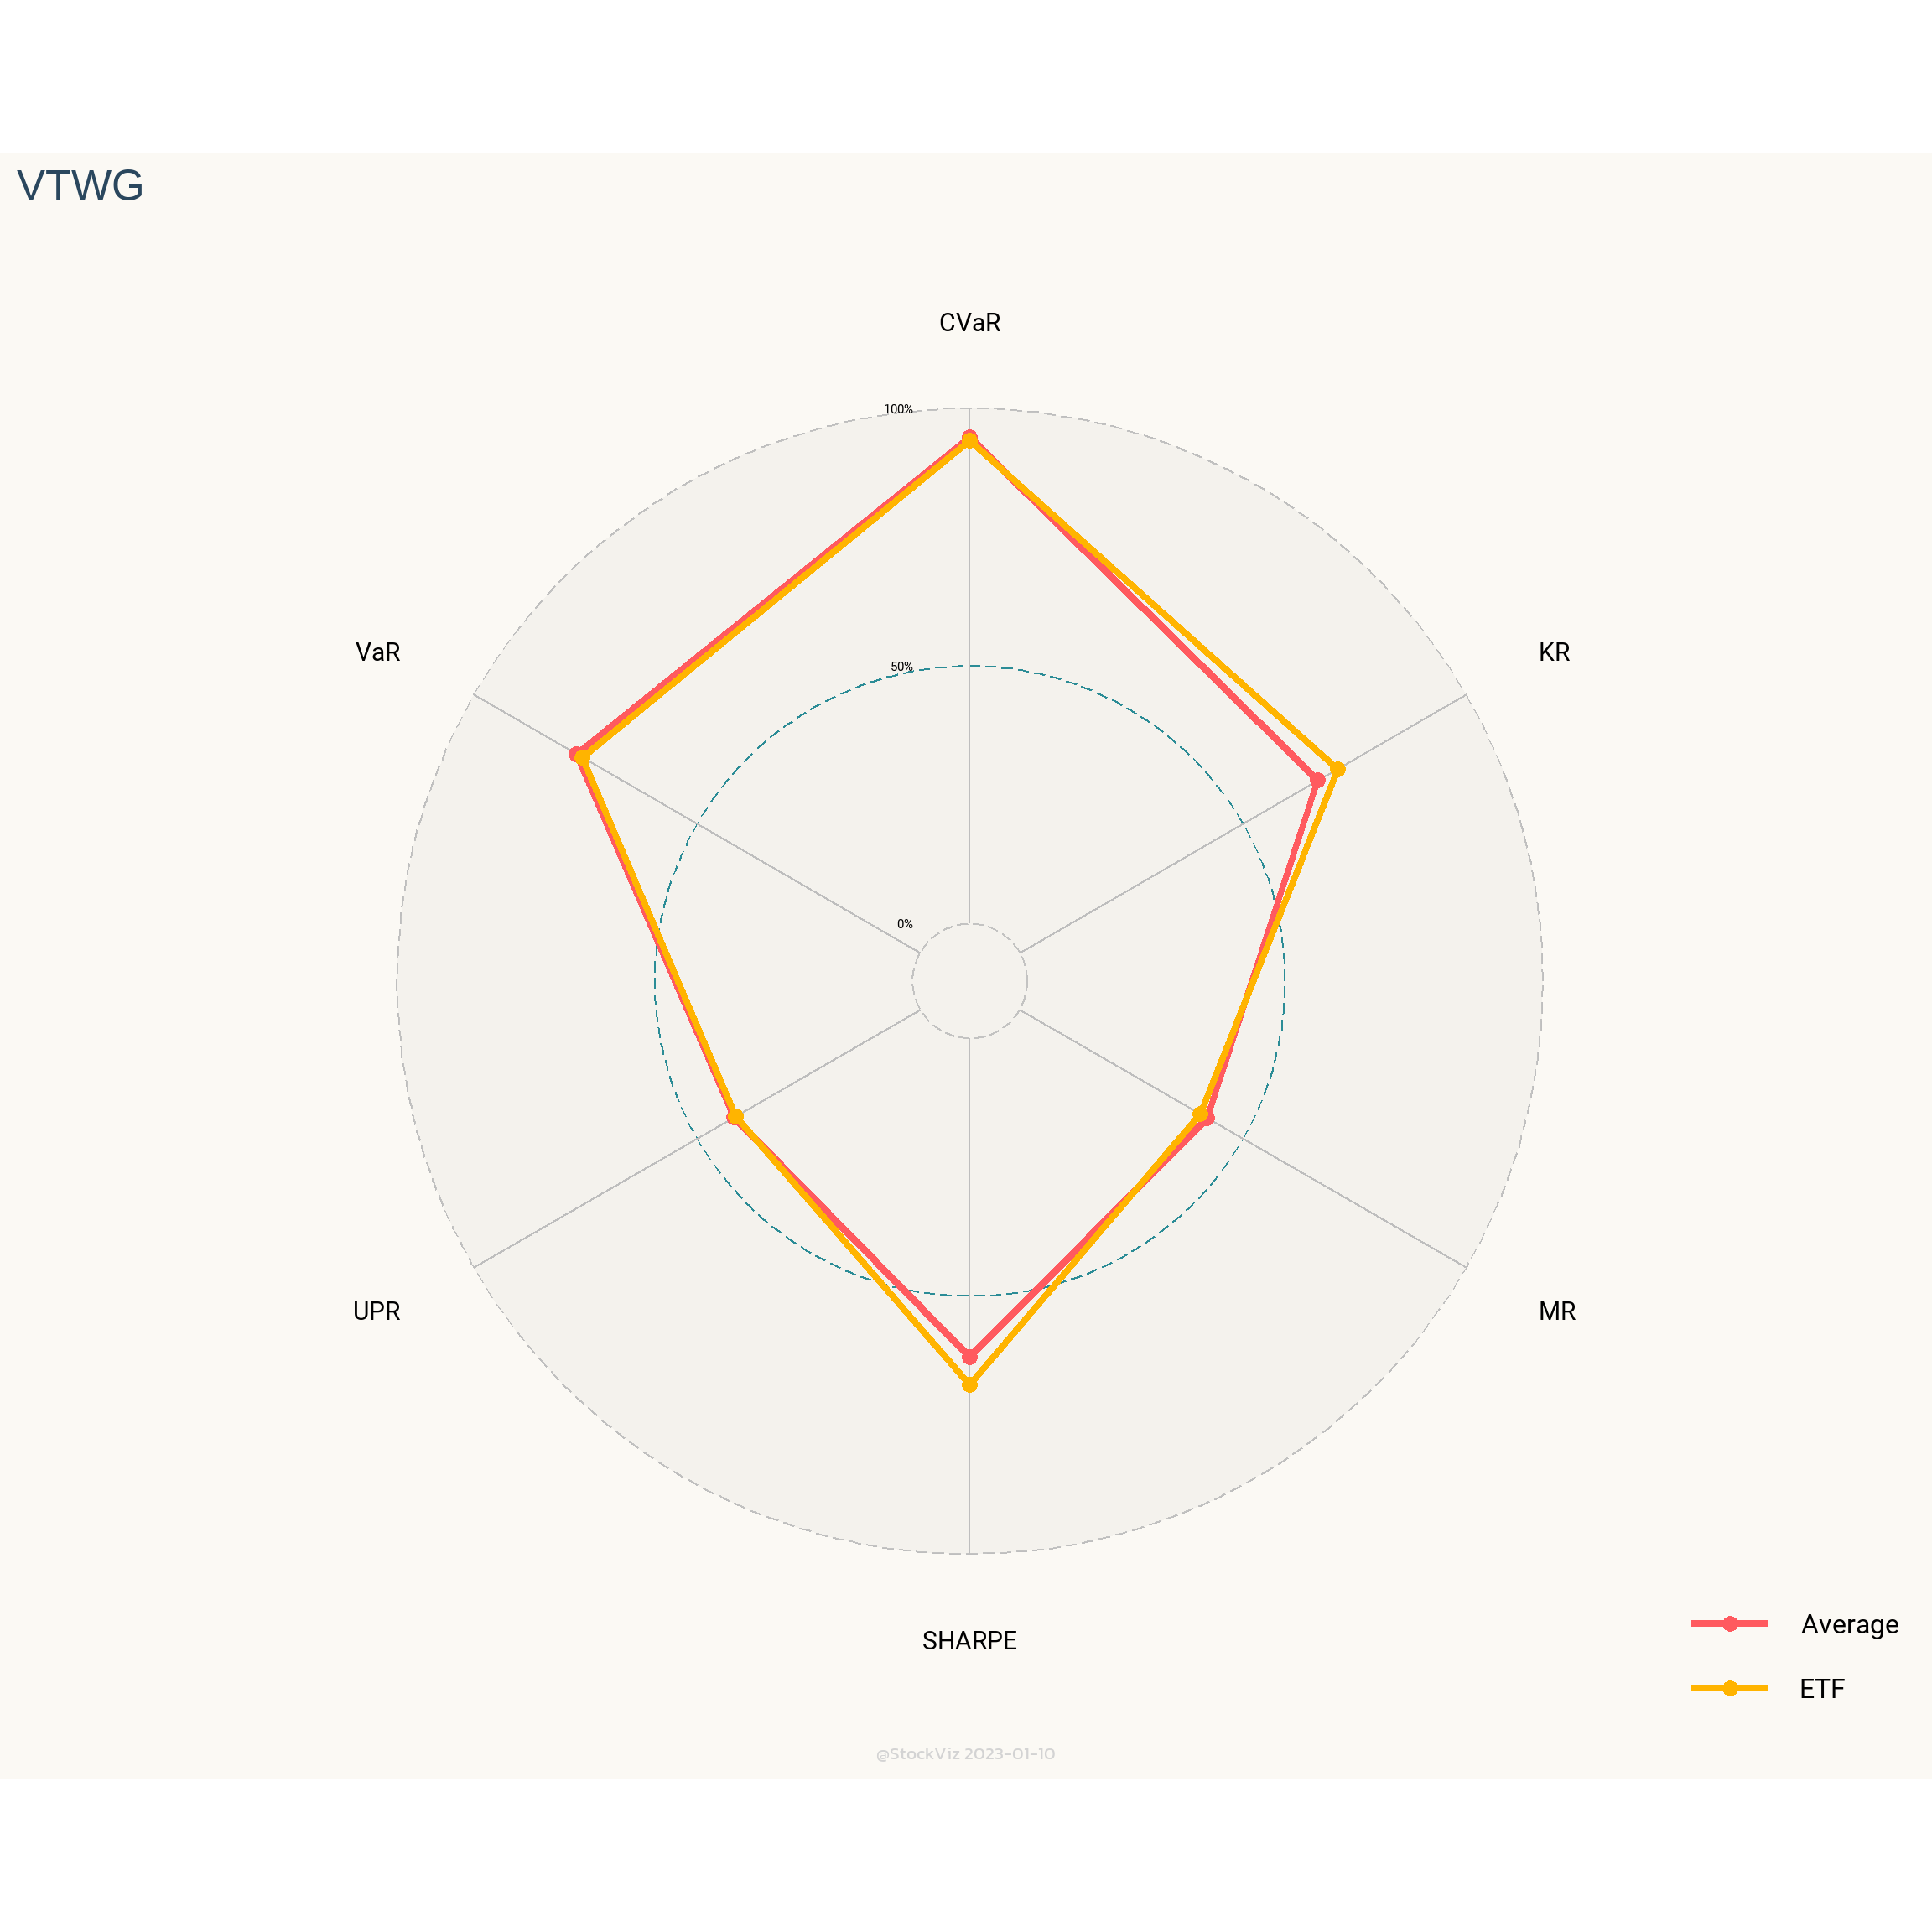 VTWG
CVaR
100%
VaR
KR
50%
0%
UPR
MR
SHARPE
Average
ETF
@StockViz 2023-01-10